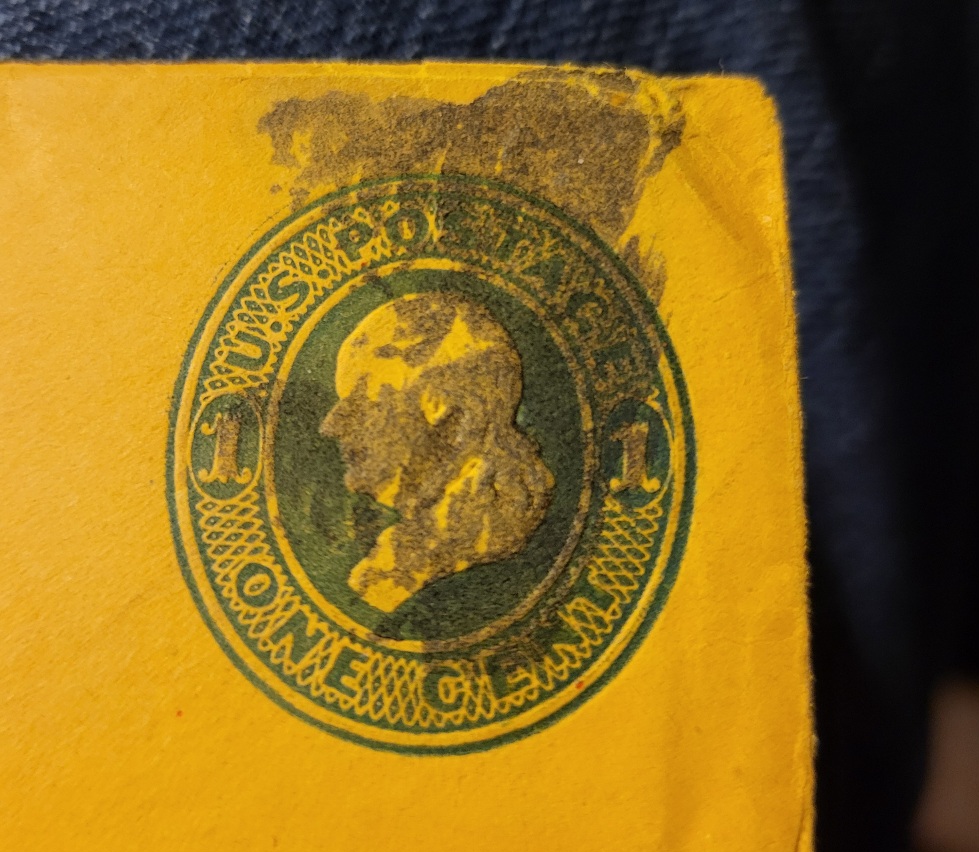 U.S. POSTAGE
1 1
ONE CENT